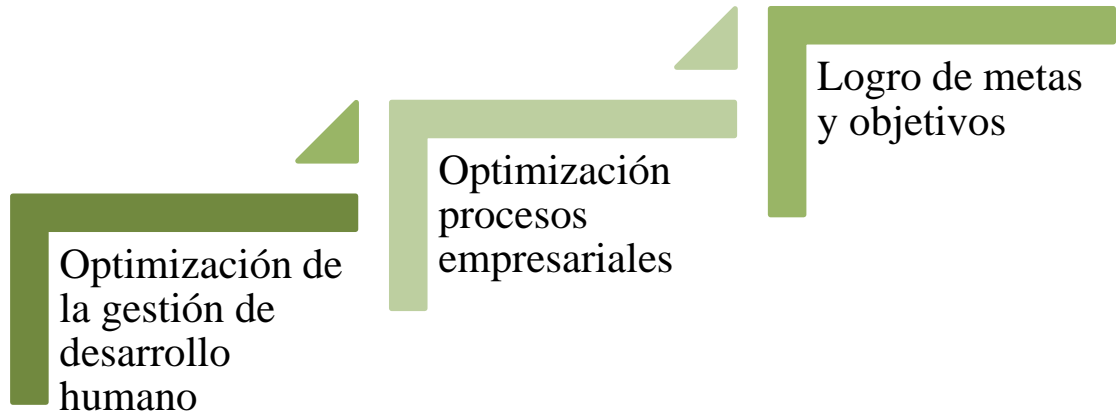 Optimización de
la gestión de
desarrollo
humano
Optimización
procesos
empresariales
Logro de metas
y objetivos